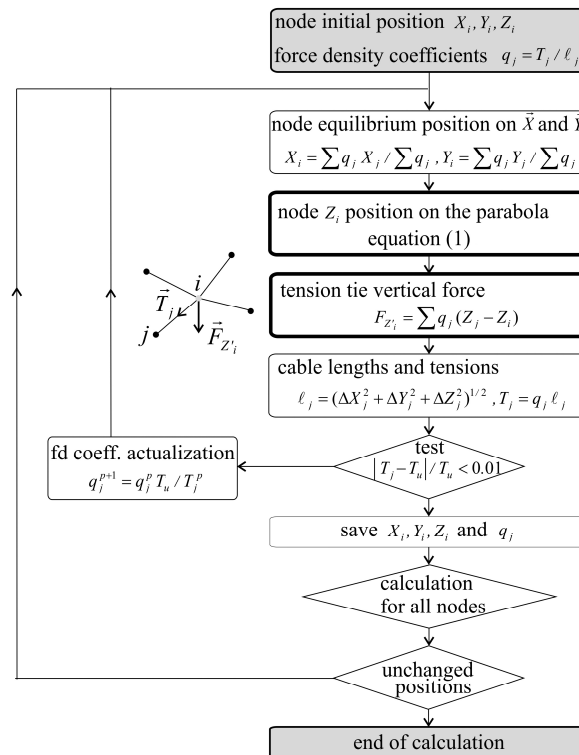 node initial position X_i, Y_i, Z_i
force density coefficients q_j = T_j / ℓ_j
node equilibrium position on X⃗ and Y⃗
X_i = ∑ q_j X_j / ∑ q_j , Y_i = ∑ q_j Y_j / ∑ q_j
node Z_i position on the parabola
equation (1)
tension tie vertical force
F_{Z'_i} = ∑ q_j (Z_j − Z_i)
i
T⃗_j
j
F⃗_{Z'_i}
cable lengths and tensions
ℓ_j = (ΔX_j^2 + ΔY_j^2 + ΔZ_j^2)^{1/2} , T_j = q_j ℓ_j
test
|T_j − T_u| / T_u < 0.01
fd coeff. actualization
q_j^{p+1} = q_j^p T_u / T_j^p
save X_i, Y_i, Z_i and q_j
calculation
for all nodes
unchanged
positions
end of calculation